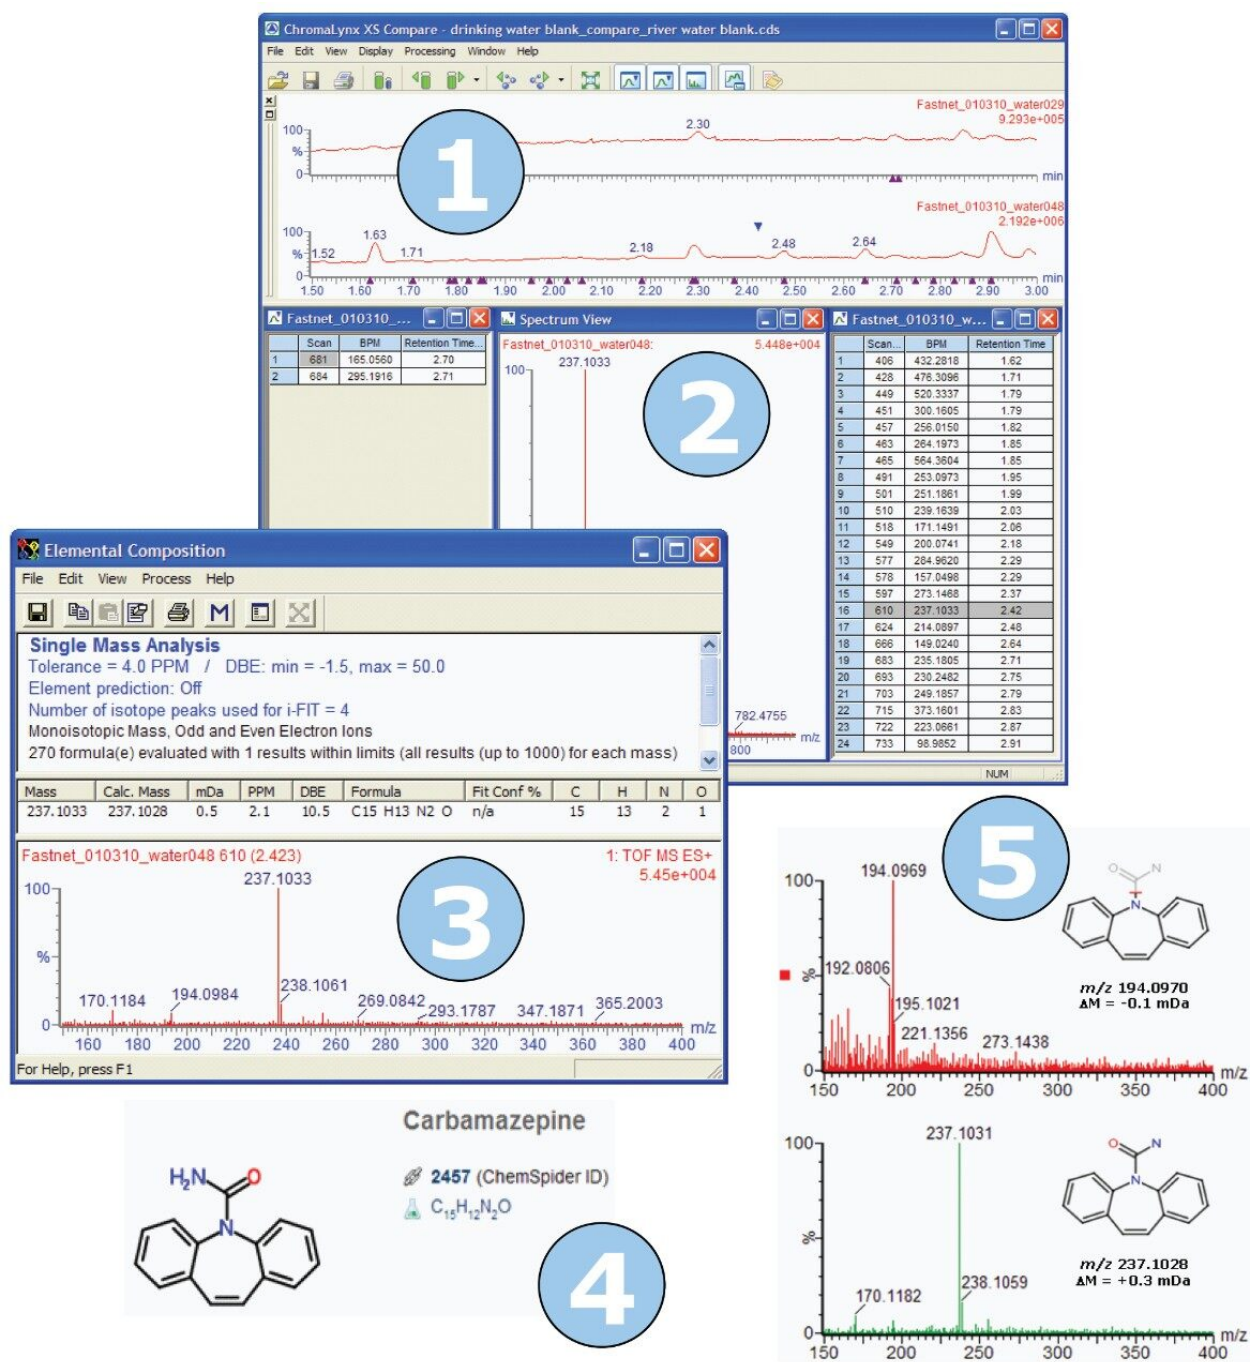 ChromaLynx XS Compare - drinking water blank_compare_river water blank.cds
File Edit View Display Processing Window Help
Fastnet_010310_water029
9.293e+005
2.30
100
%
0
min
1
Fastnet_010310_water048
2.192e+006
100
%
0
1.52
1.63
1.71
2.18
2.48
2.64
min
1.50 1.60 1.70 1.80 1.90 2.00 2.10 2.20 2.30 2.40 2.50 2.60 2.70 2.80 2.90 3.00
Fastnet_010310_...
Scan BPM Retention Time...
1 681 165.0560 2.70
2 684 295.1916 2.71
Spectrum View
Fastnet_010310_water048:
5.448e+004
237.1033
100
2
782.4755
m/z
800
Fastnet_010310_w...
Scan... BPM Retention Time
1 406 432.2818 1.62
2 428 476.3096 1.71
3 449 520.3337 1.79
4 451 300.1605 1.79
5 457 256.0150 1.82
6 463 264.1973 1.85
7 465 564.3604 1.85
8 491 253.0973 1.95
9 501 251.1861 1.99
10 510 239.1639 2.03
11 518 171.1491 2.06
12 549 200.0741 2.18
13 577 284.9620 2.29
14 578 157.0498 2.29
15 597 273.1468 2.37
16 610 237.1033 2.42
17 624 214.0897 2.48
18 666 149.0240 2.64
19 683 235.1805 2.71
20 693 230.2482 2.75
21 703 249.1857 2.79
22 715 373.1601 2.83
23 722 223.0661 2.87
24 733 98.9852 2.91
NUM
Elemental Composition
File Edit View Process Help
M
Single Mass Analysis
Tolerance = 4.0 PPM / DBE: min = -1.5, max = 50.0
Element prediction: Off
Number of isotope peaks used for i-FIT = 4
Monoisotopic Mass, Odd and Even Electron Ions
270 formula(e) evaluated with 1 results within limits (all results (up to 1000) for each mass)
Mass Calc. Mass mDa PPM DBE Formula Fit Conf % C H N O
237.1033 237.1028 0.5 2.1 10.5 C15 H13 N2 O n/a 15 13 2 1
Fastnet_010310_water048 610 (2.423)
1: TOF MS ES+
5.45e+004
237.1033
100
%
0
170.1184
194.0984
238.1061
269.0842
293.1787
347.1871
365.2003
m/z
160 180 200 220 240 260 280 300 320 340 360 380 400
3
For Help, press F1
Carbamazepine
2457 (ChemSpider ID)
C₁₅H₁₂N₂O
H₂N O
N
4
5
194.0969
100
%
0
192.0806
195.1021
221.1356
273.1438
m/z
150 200 250 300 350 400
O N
N
m/z 194.0970
ΔM = -0.1 mDa
237.1031
100
%
0
170.1182
238.1059
m/z
150 200 250 300 350 400
O N
N
m/z 237.1028
ΔM = +0.3 mDa